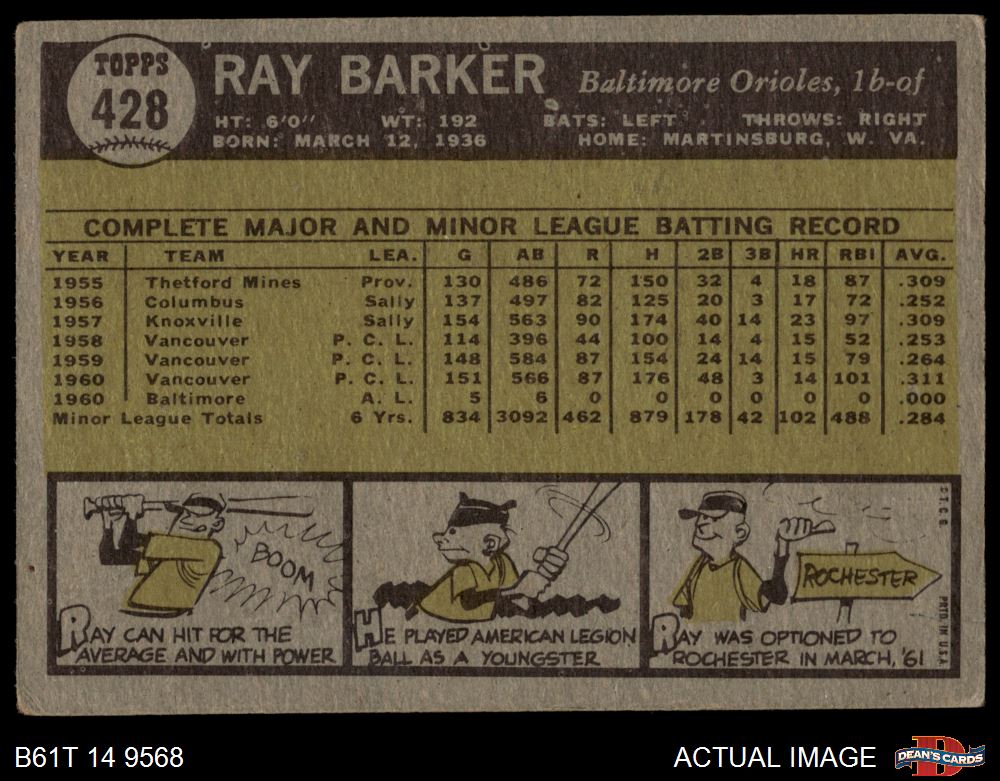 TOPPS
428
RAY BARKER Baltimore Orioles, 1b-of
HT: 6'0" WT: 192 BATS: LEFT THROWS: RIGHT
BORN: MARCH 12, 1936 HOME: MARTINSBURG, W. VA.
COMPLETE MAJOR AND MINOR LEAGUE BATTING RECORD
YEAR TEAM LEA. G AB R H 2B 3B HR RBI AVG.
1955 Thetford Mines Prov. 130 486 72 150 32 4 18 87 .309
1956 Columbus Sally 137 497 82 125 20 3 17 72 .252
1957 Knoxville Sally 154 563 90 174 40 14 23 97 .309
1958 Vancouver P. C. L. 114 396 44 100 14 4 15 52 .253
1959 Vancouver P. C. L. 148 584 87 154 24 14 15 79 .264
1960 Vancouver P. C. L. 151 566 87 176 48 3 14 101 .311
1960 Baltimore A. L. 5 6 0 0 0 0 0 0 .000
Minor League Totals 6 Yrs. 834 3092 462 879 178 42 102 488 .284
BOOM
RAY CAN HIT FOR THE
AVERAGE AND WITH POWER
HE PLAYED AMERICAN LEGION
BALL AS A YOUNGSTER
ROCHESTER
RAY WAS OPTIONED TO
ROCHESTER IN MARCH, '61
© T.C.G.
PRTD. IN U.S.A.
B61T 14 9568
ACTUAL IMAGE
D
DEAN'S CARDS